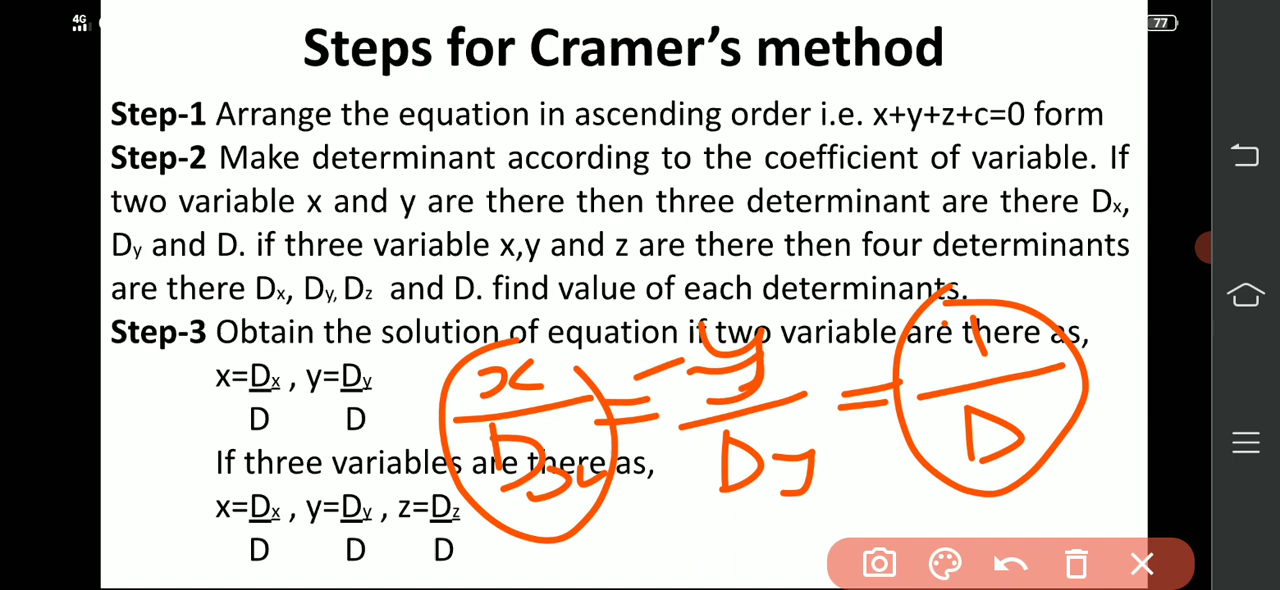 4G
77
Steps for Cramer's method
Step-1 Arrange the equation in ascending order i.e. x+y+z+c=0 form
Step-2 Make determinant according to the coefficient of variable. If
two variable x and y are there then three determinant are there Dx,
Dy and D. if three variable x,y and z are there then four determinants
are there Dx, Dy, Dz and D. find value of each determinants.
Step-3 Obtain the solution of equation if two variable are there as,
x=Dx , y=Dy
D D
x = -y = 1
Dx Dy D
If three variables are there as,
x=Dx , y=Dy , z=Dz
D D D